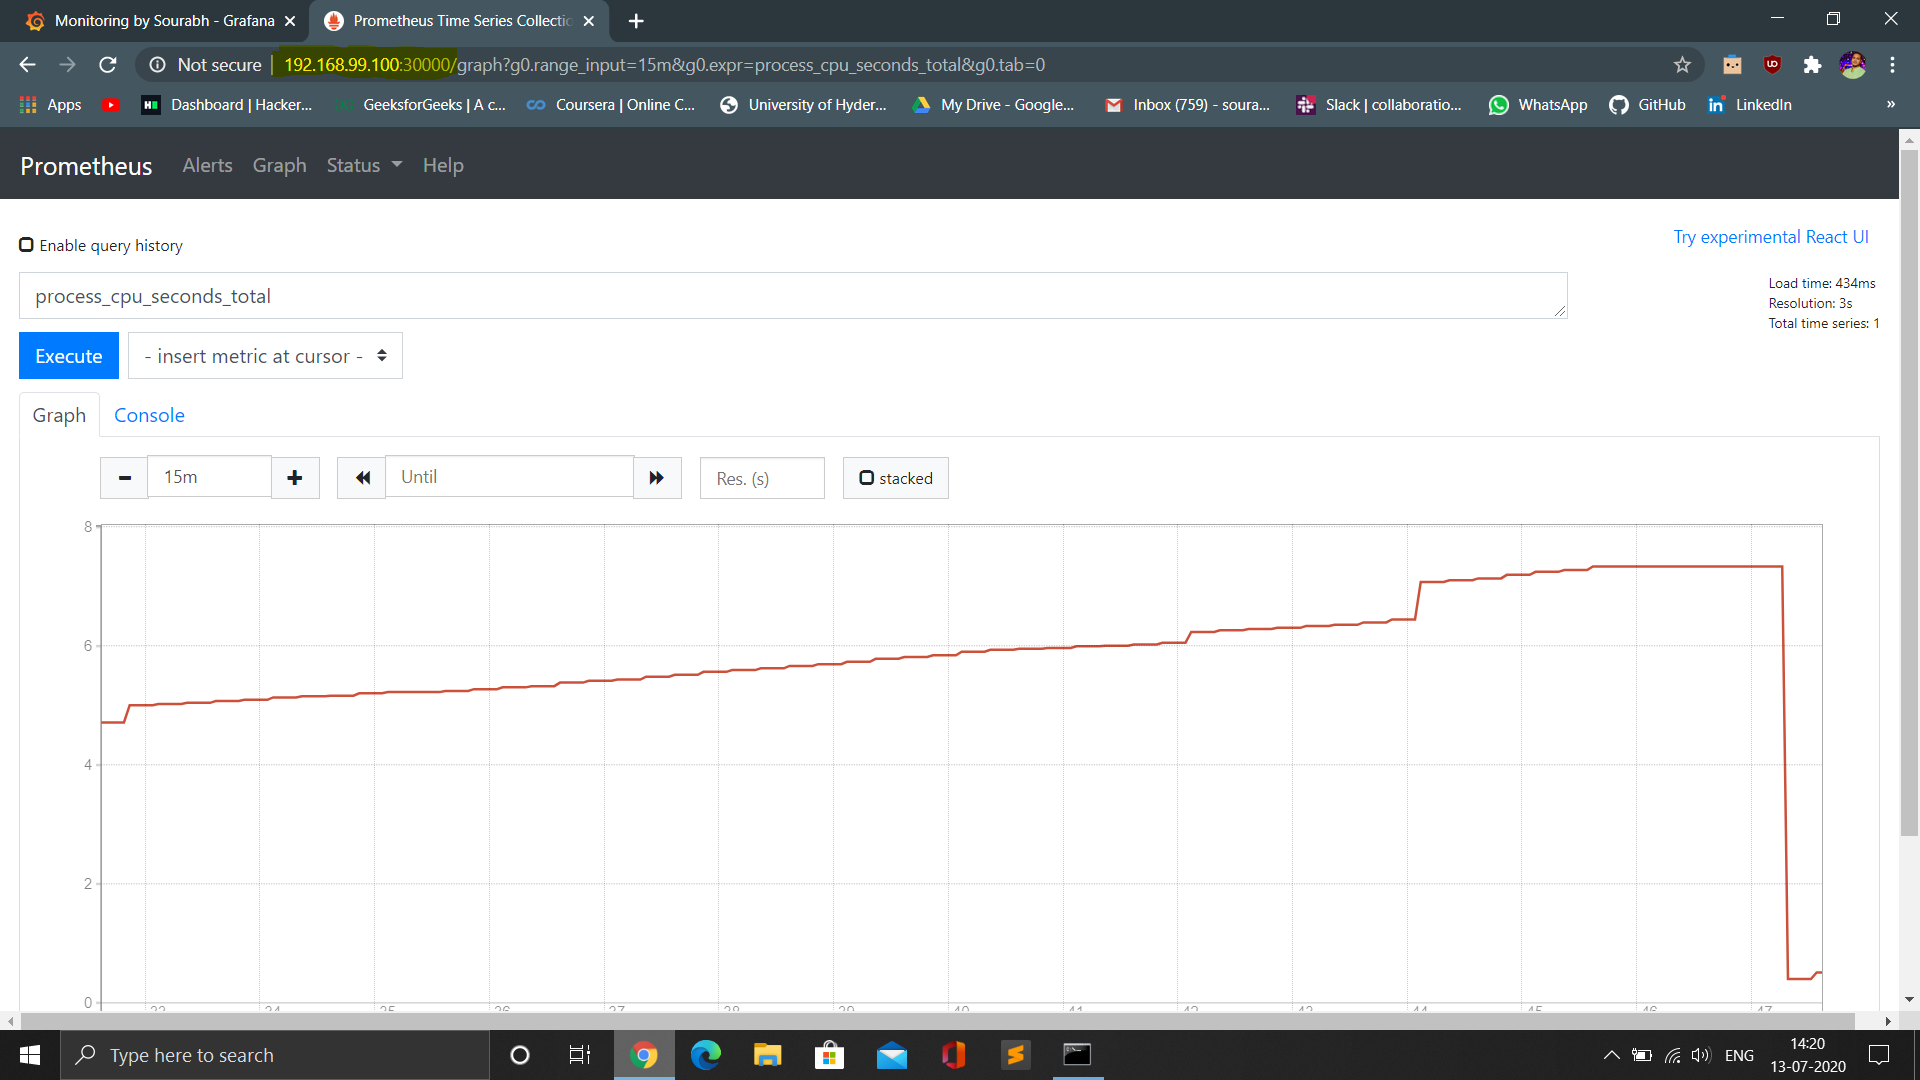 Monitoring by Sourabh - Grafana
Prometheus Time Series Collectio
Not secure | 192.168.99.100:30000/graph?g0.range_input=15m&g0.expr=process_cpu_seconds_total&g0.tab=0
Apps
Dashboard | Hacker...
GeeksforGeeks | A c...
Coursera | Online C...
University of Hyder...
My Drive - Google...
Inbox (759) - soura...
Slack | collaboratio...
WhatsApp
GitHub
LinkedIn
»
Prometheus
Alerts
Graph
Status
Help
Enable query history
Try experimental React UI
process_cpu_seconds_total
Load time: 434ms
Resolution: 3s
Total time series: 1
Execute
- insert metric at cursor -
Graph
Console
15m
Until
Res. (s)
stacked
8
6
4
2
0
Type here to search
ENG
14:20
13-07-2020